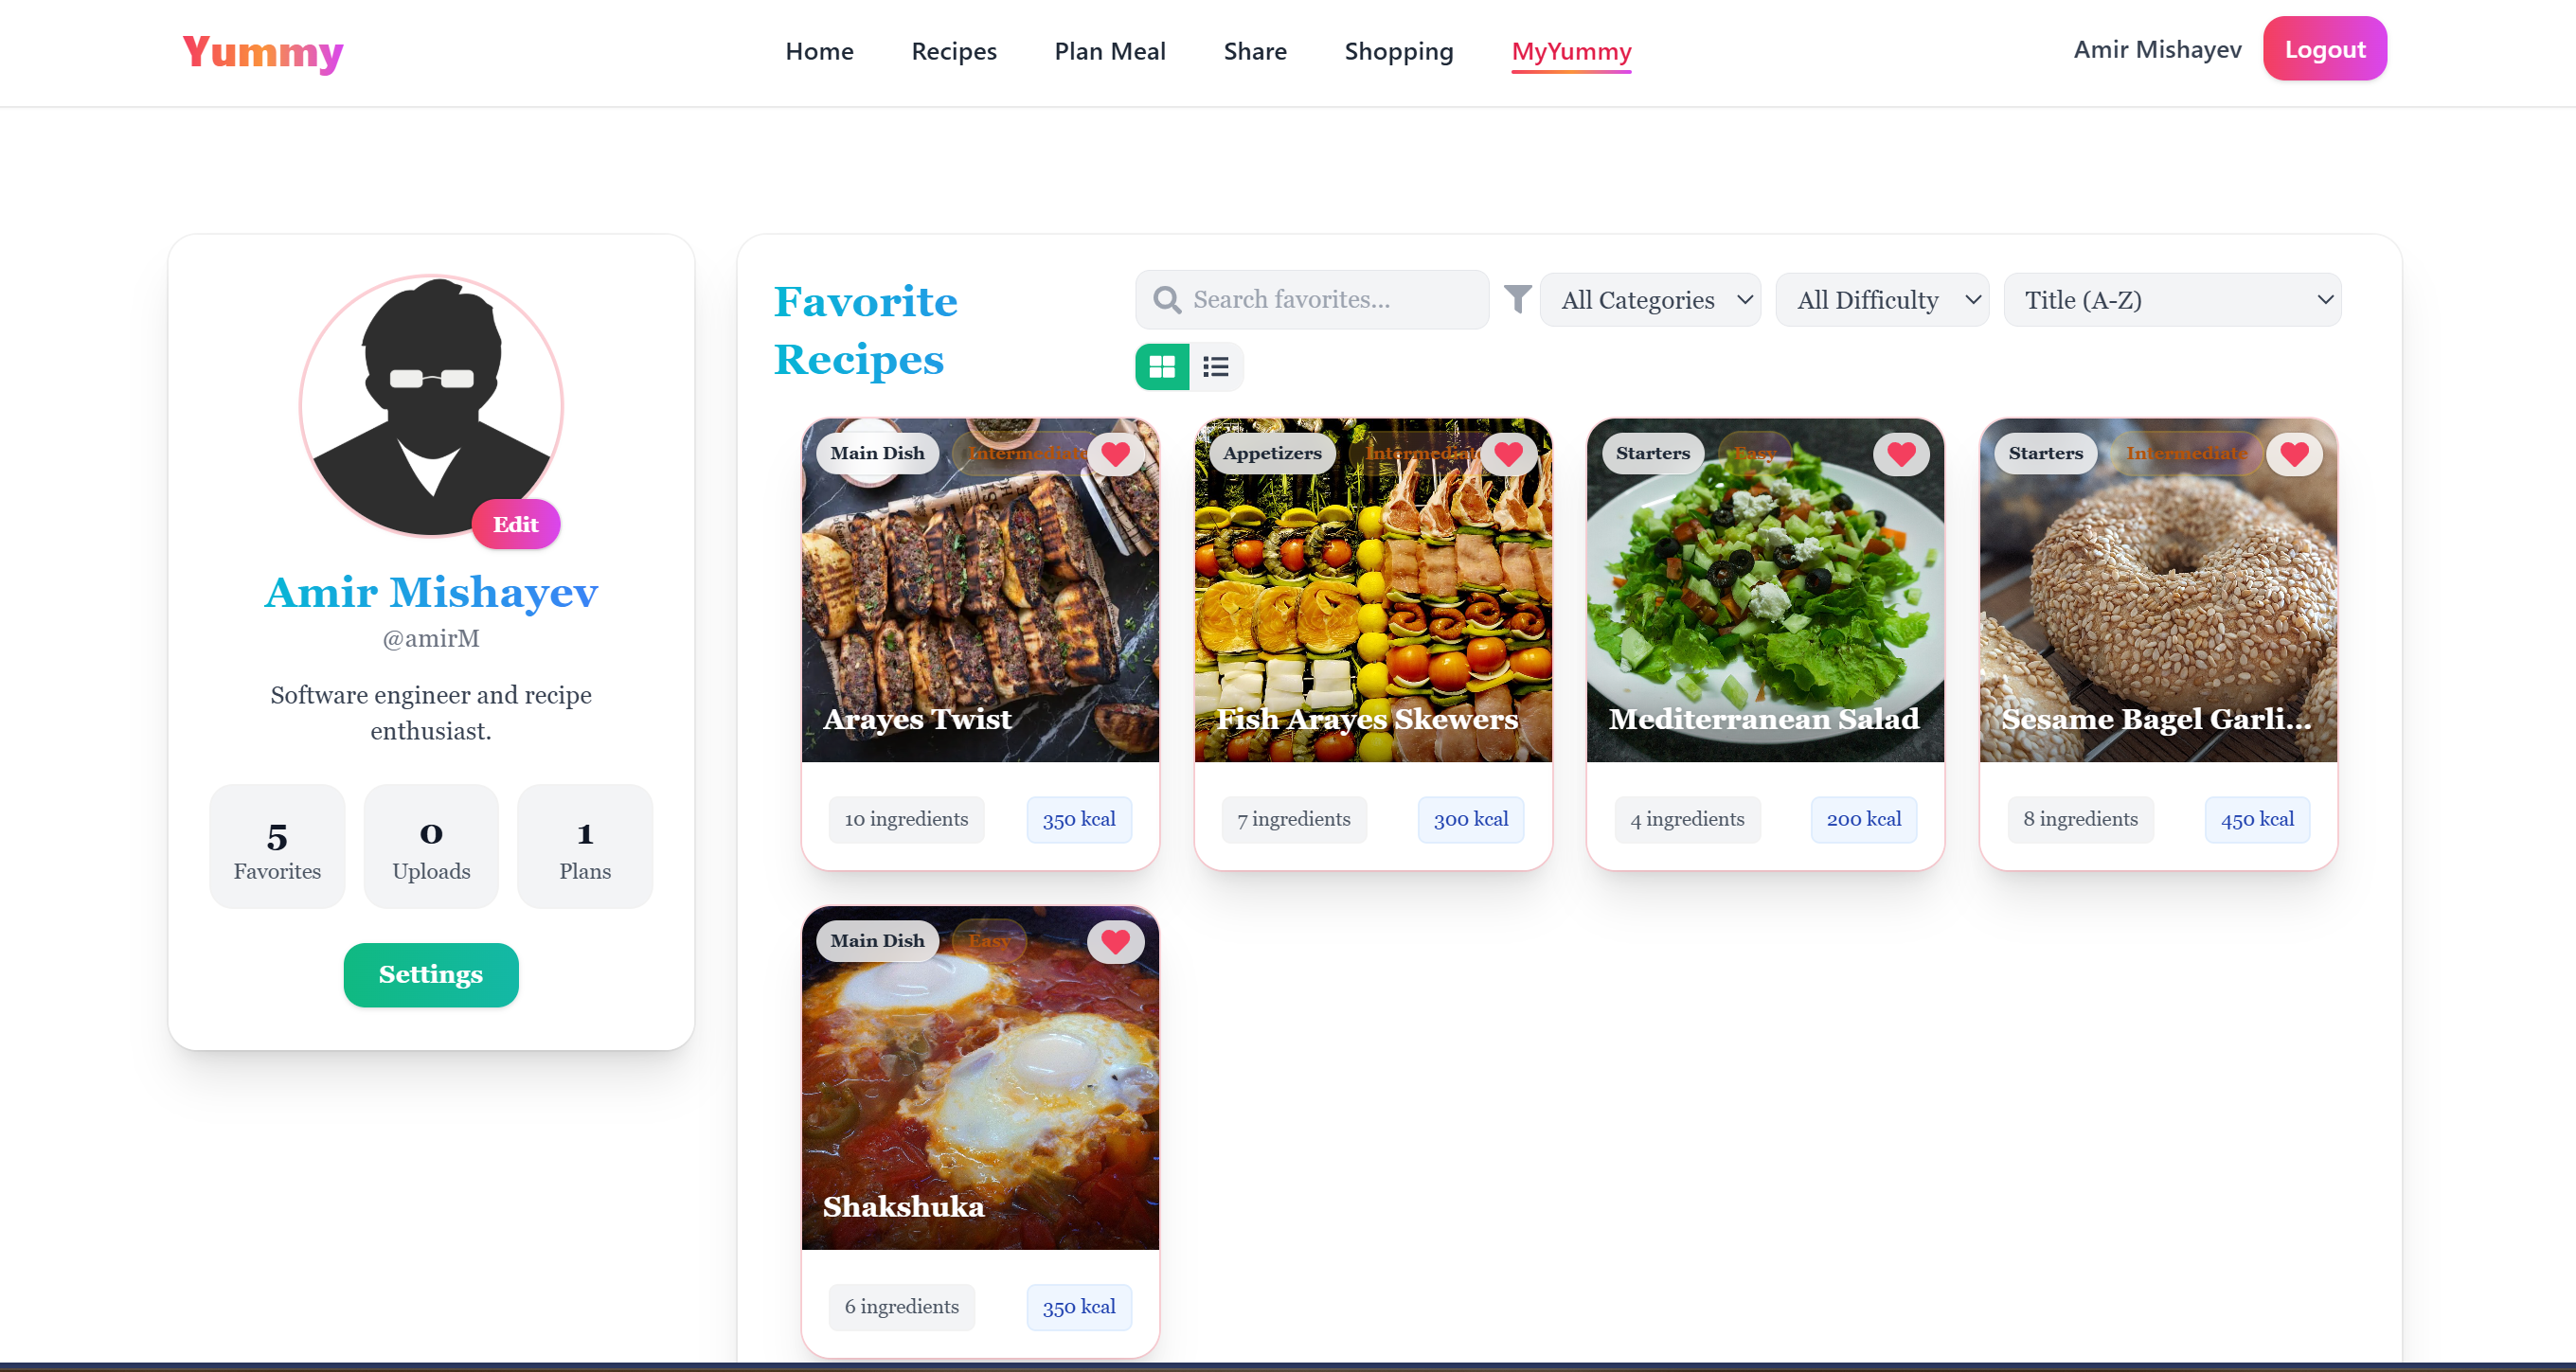 Yummy
Home
Recipes
Plan Meal
Share
Shopping
MyYummy
Amir Mishayev
Logout
Edit
Amir Mishayev
@amirM
Software engineer and recipe
enthusiast.
5
Favorites
0
Uploads
1
Plans
Settings
Favorite
Recipes
Search favorites...
All Categories
All Difficulty
Title (A-Z)
Main Dish
Intermediate
Arayes Twist
10 ingredients
350 kcal
Appetizers
Intermediate
Fish Arayes Skewers
7 ingredients
300 kcal
Starters
Easy
Mediterranean Salad
4 ingredients
200 kcal
Starters
Intermediate
Sesame Bagel Garli...
8 ingredients
450 kcal
Main Dish
Easy
Shakshuka
6 ingredients
350 kcal